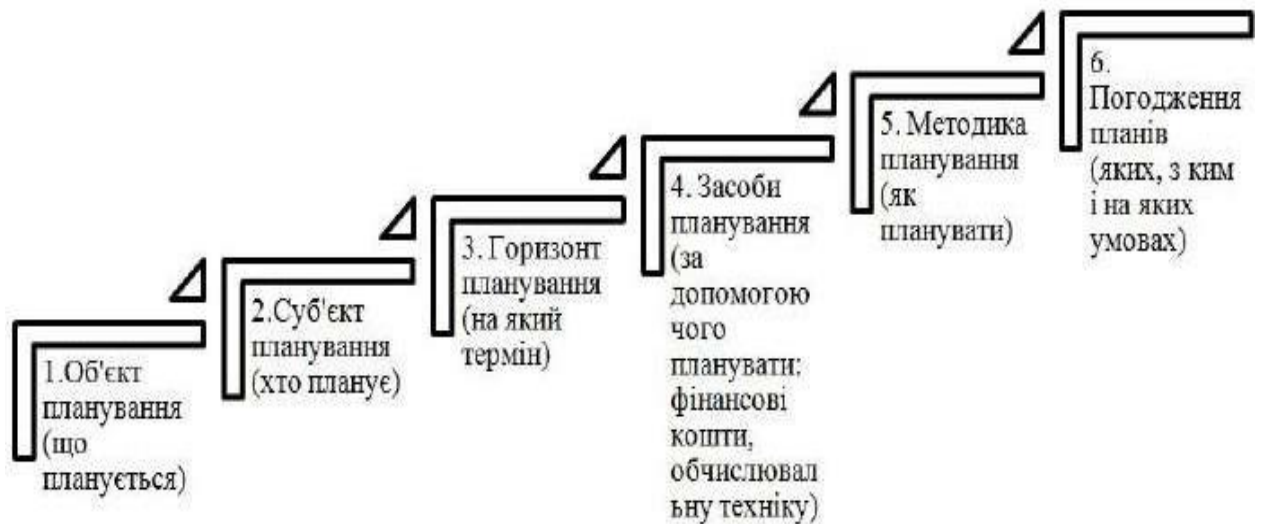 1.Об'єкт
планування
(що
планується)
2.Суб'єкт
планування
(хто планує)
3. Горизонт
планування
(на який
термін)
4. Засоби
планування
(за
допомогою
чого
планувати:
фінансові
кошти,
обчислювал
ьну техніку)
5. Методика
планування
(як
планувати)
6.
Погодження
планів
(яких, з ким
і на яких
умовах)